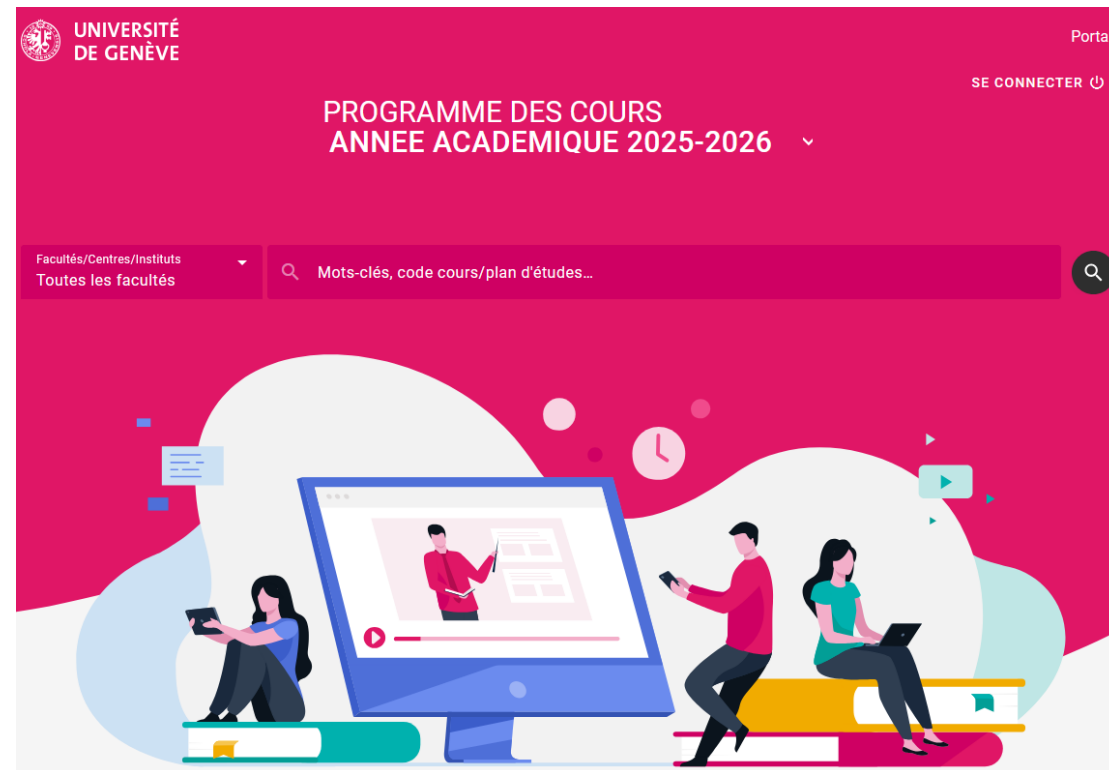 UNIVERSITÉ
DE GENÈVE
Porta
SE CONNECTER
PROGRAMME DES COURS
ANNEE ACADEMIQUE 2025-2026
Facultés/Centres/Instituts
Toutes les facultés
Mots-clés, code cours/plan d'études…